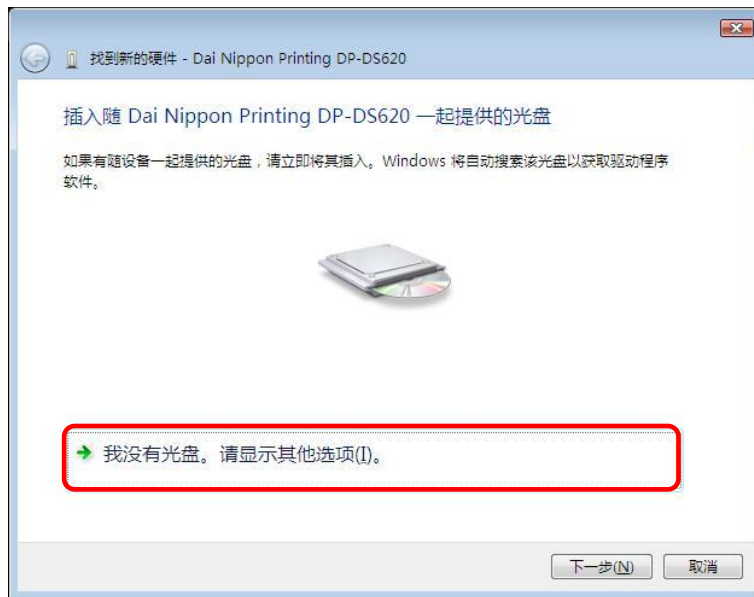 找到新的硬件 - Dai Nippon Printing DP-DS620
插入随 Dai Nippon Printing DP-DS620 一起提供的光盘
如果有随设备一起提供的光盘，请立即将其插入。Windows 将自动搜索该光盘以获取驱动程序
软件。
我没有光盘。请显示其他选项(I)。
下一步(N) 取消